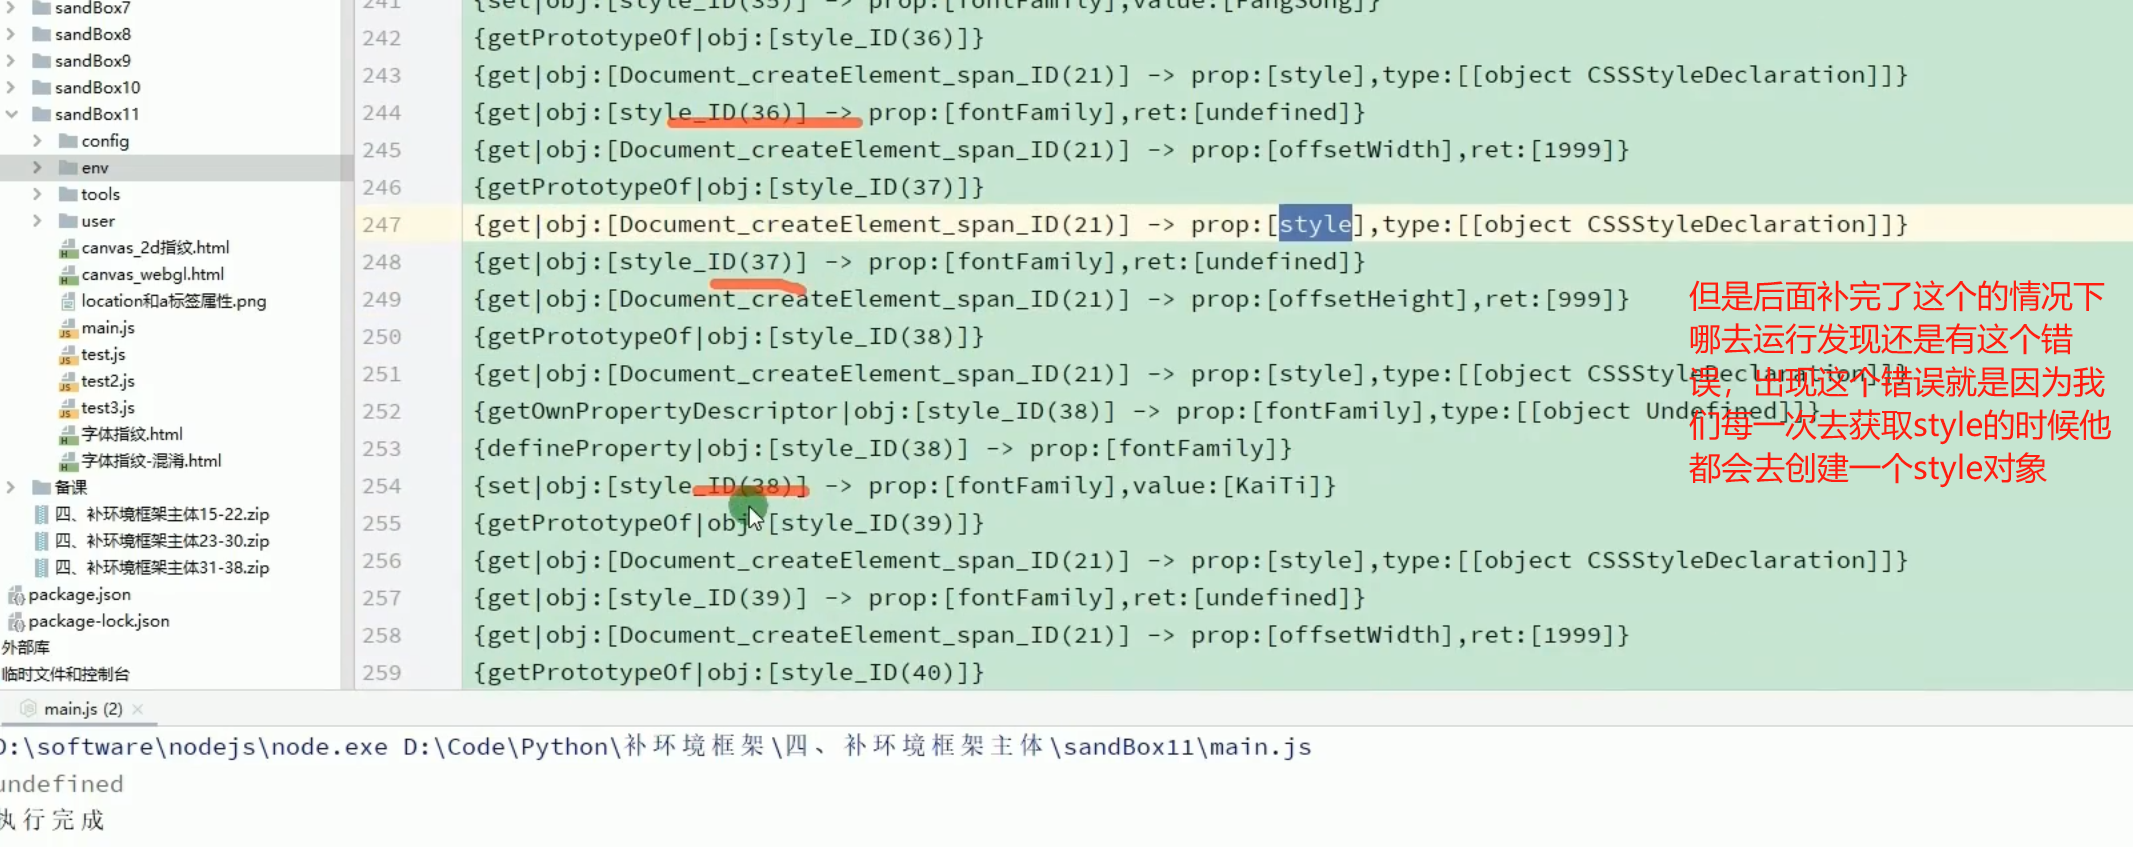 sandBox7
sandBox8
sandBox9
sandBox10
sandBox11
config
env
tools
user
canvas_2d指纹.html
canvas_webgl.html
location和a标签属性.png
main.js
test.js
test2.js
test3.js
字体指纹.html
字体指纹-混淆.html
备课
四、补环境框架主体15-22.zip
四、补环境框架主体23-30.zip
四、补环境框架主体31-38.zip
package.json
package-lock.json
外部库
临时文件和控制台
241 {set|obj:[style_ID(35)] -> prop:[fontFamily],value:[FangSong]}
242 {getPrototypeOf|obj:[style_ID(36)]}
243 {get|obj:[Document_createElement_span_ID(21)] -> prop:[style],type:[[object CSSStyleDeclaration]]}
244 {get|obj:[style_ID(36)] -> prop:[fontFamily],ret:[undefined]}
245 {get|obj:[Document_createElement_span_ID(21)] -> prop:[offsetWidth],ret:[1999]}
246 {getPrototypeOf|obj:[style_ID(37)]}
247 {get|obj:[Document_createElement_span_ID(21)] -> prop:[style],type:[[object CSSStyleDeclaration]]}
248 {get|obj:[style_ID(37)] -> prop:[fontFamily],ret:[undefined]}
249 {get|obj:[Document_createElement_span_ID(21)] -> prop:[offsetHeight],ret:[999]}
250 {getPrototypeOf|obj:[style_ID(38)]}
251 {get|obj:[Document_createElement_span_ID(21)] -> prop:[style],type:[[object CSSStyleDeclaration]]}
252 {getOwnPropertyDescriptor|obj:[style_ID(38)] -> prop:[fontFamily],type:[[object Undefined]]}
253 {defineProperty|obj:[style_ID(38)] -> prop:[fontFamily]}
254 {set|obj:[style_ID(38)] -> prop:[fontFamily],value:[KaiTi]}
255 {getPrototypeOf|obj:[style_ID(39)]}
256 {get|obj:[Document_createElement_span_ID(21)] -> prop:[style],type:[[object CSSStyleDeclaration]]}
257 {get|obj:[style_ID(39)] -> prop:[fontFamily],ret:[undefined]}
258 {get|obj:[Document_createElement_span_ID(21)] -> prop:[offsetWidth],ret:[1999]}
259 {getPrototypeOf|obj:[style_ID(40)]}
但是后面补完了这个的情况下
哪去运行发现还是有这个错
误，出现这个错误就是因为我
们每一次去获取style的时候他
都会去创建一个style对象
main.js (2)
D:\software\nodejs\node.exe D:\Code\Python\补环境框架\四、补环境框架主体\sandBox11\main.js
undefined
执行完成